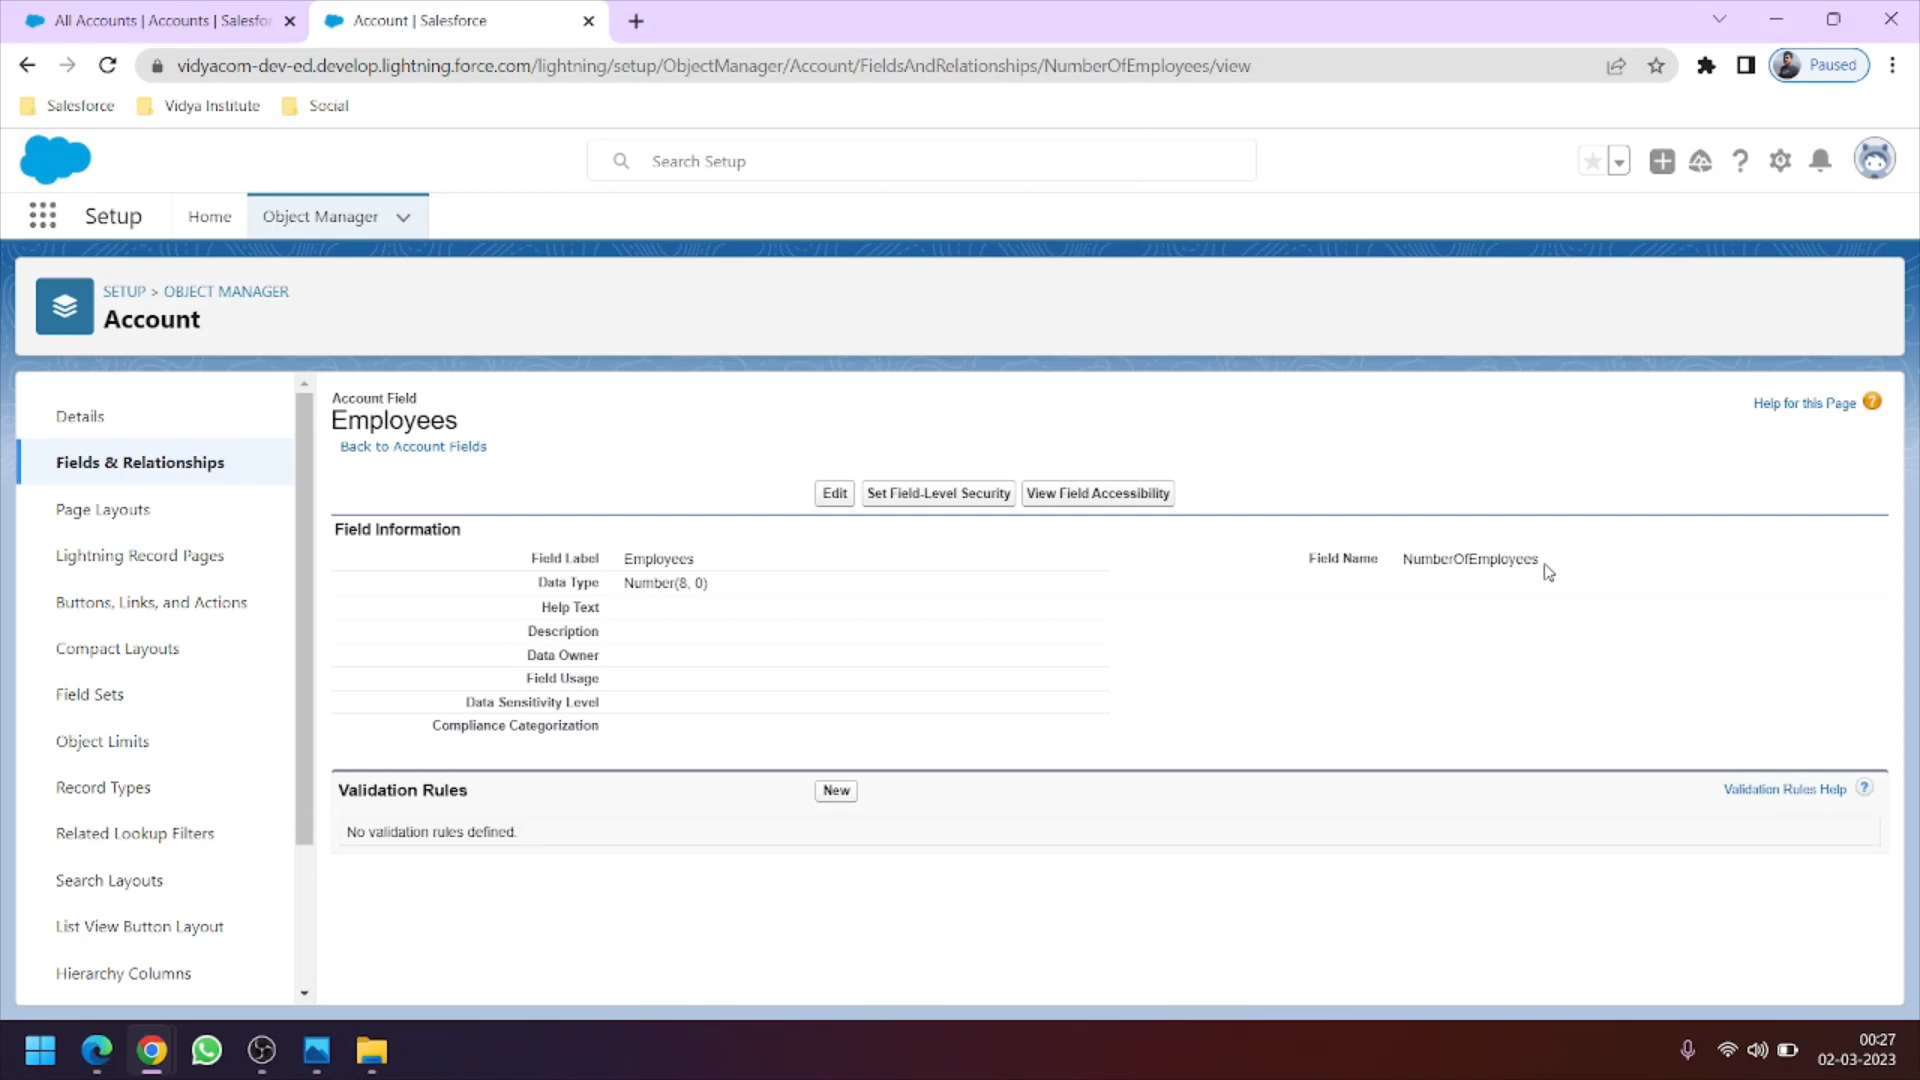 All Accounts | Accounts | Salesfor
Account | Salesforce
vidyacom-dev-ed.develop.lightning.force.com/lightning/setup/ObjectManager/Account/FieldsAndRelationships/NumberOfEmployees/view
Paused
Salesforce
Vidya Institute
Social
Search Setup
Setup
Home
Object Manager
SETUP > OBJECT MANAGER
Account
Details
Fields & Relationships
Page Layouts
Lightning Record Pages
Buttons, Links, and Actions
Compact Layouts
Field Sets
Object Limits
Record Types
Related Lookup Filters
Search Layouts
List View Button Layout
Hierarchy Columns
Account Field
Employees
Back to Account Fields
Help for this Page
Edit
Set Field-Level Security
View Field Accessibility
Field Information
Field Label Employees
Field Name NumberOfEmployees
Data Type Number(8, 0)
Help Text
Description
Data Owner
Field Usage
Data Sensitivity Level
Compliance Categorization
Validation Rules
New
Validation Rules Help
No validation rules defined.
00:27
02-03-2023